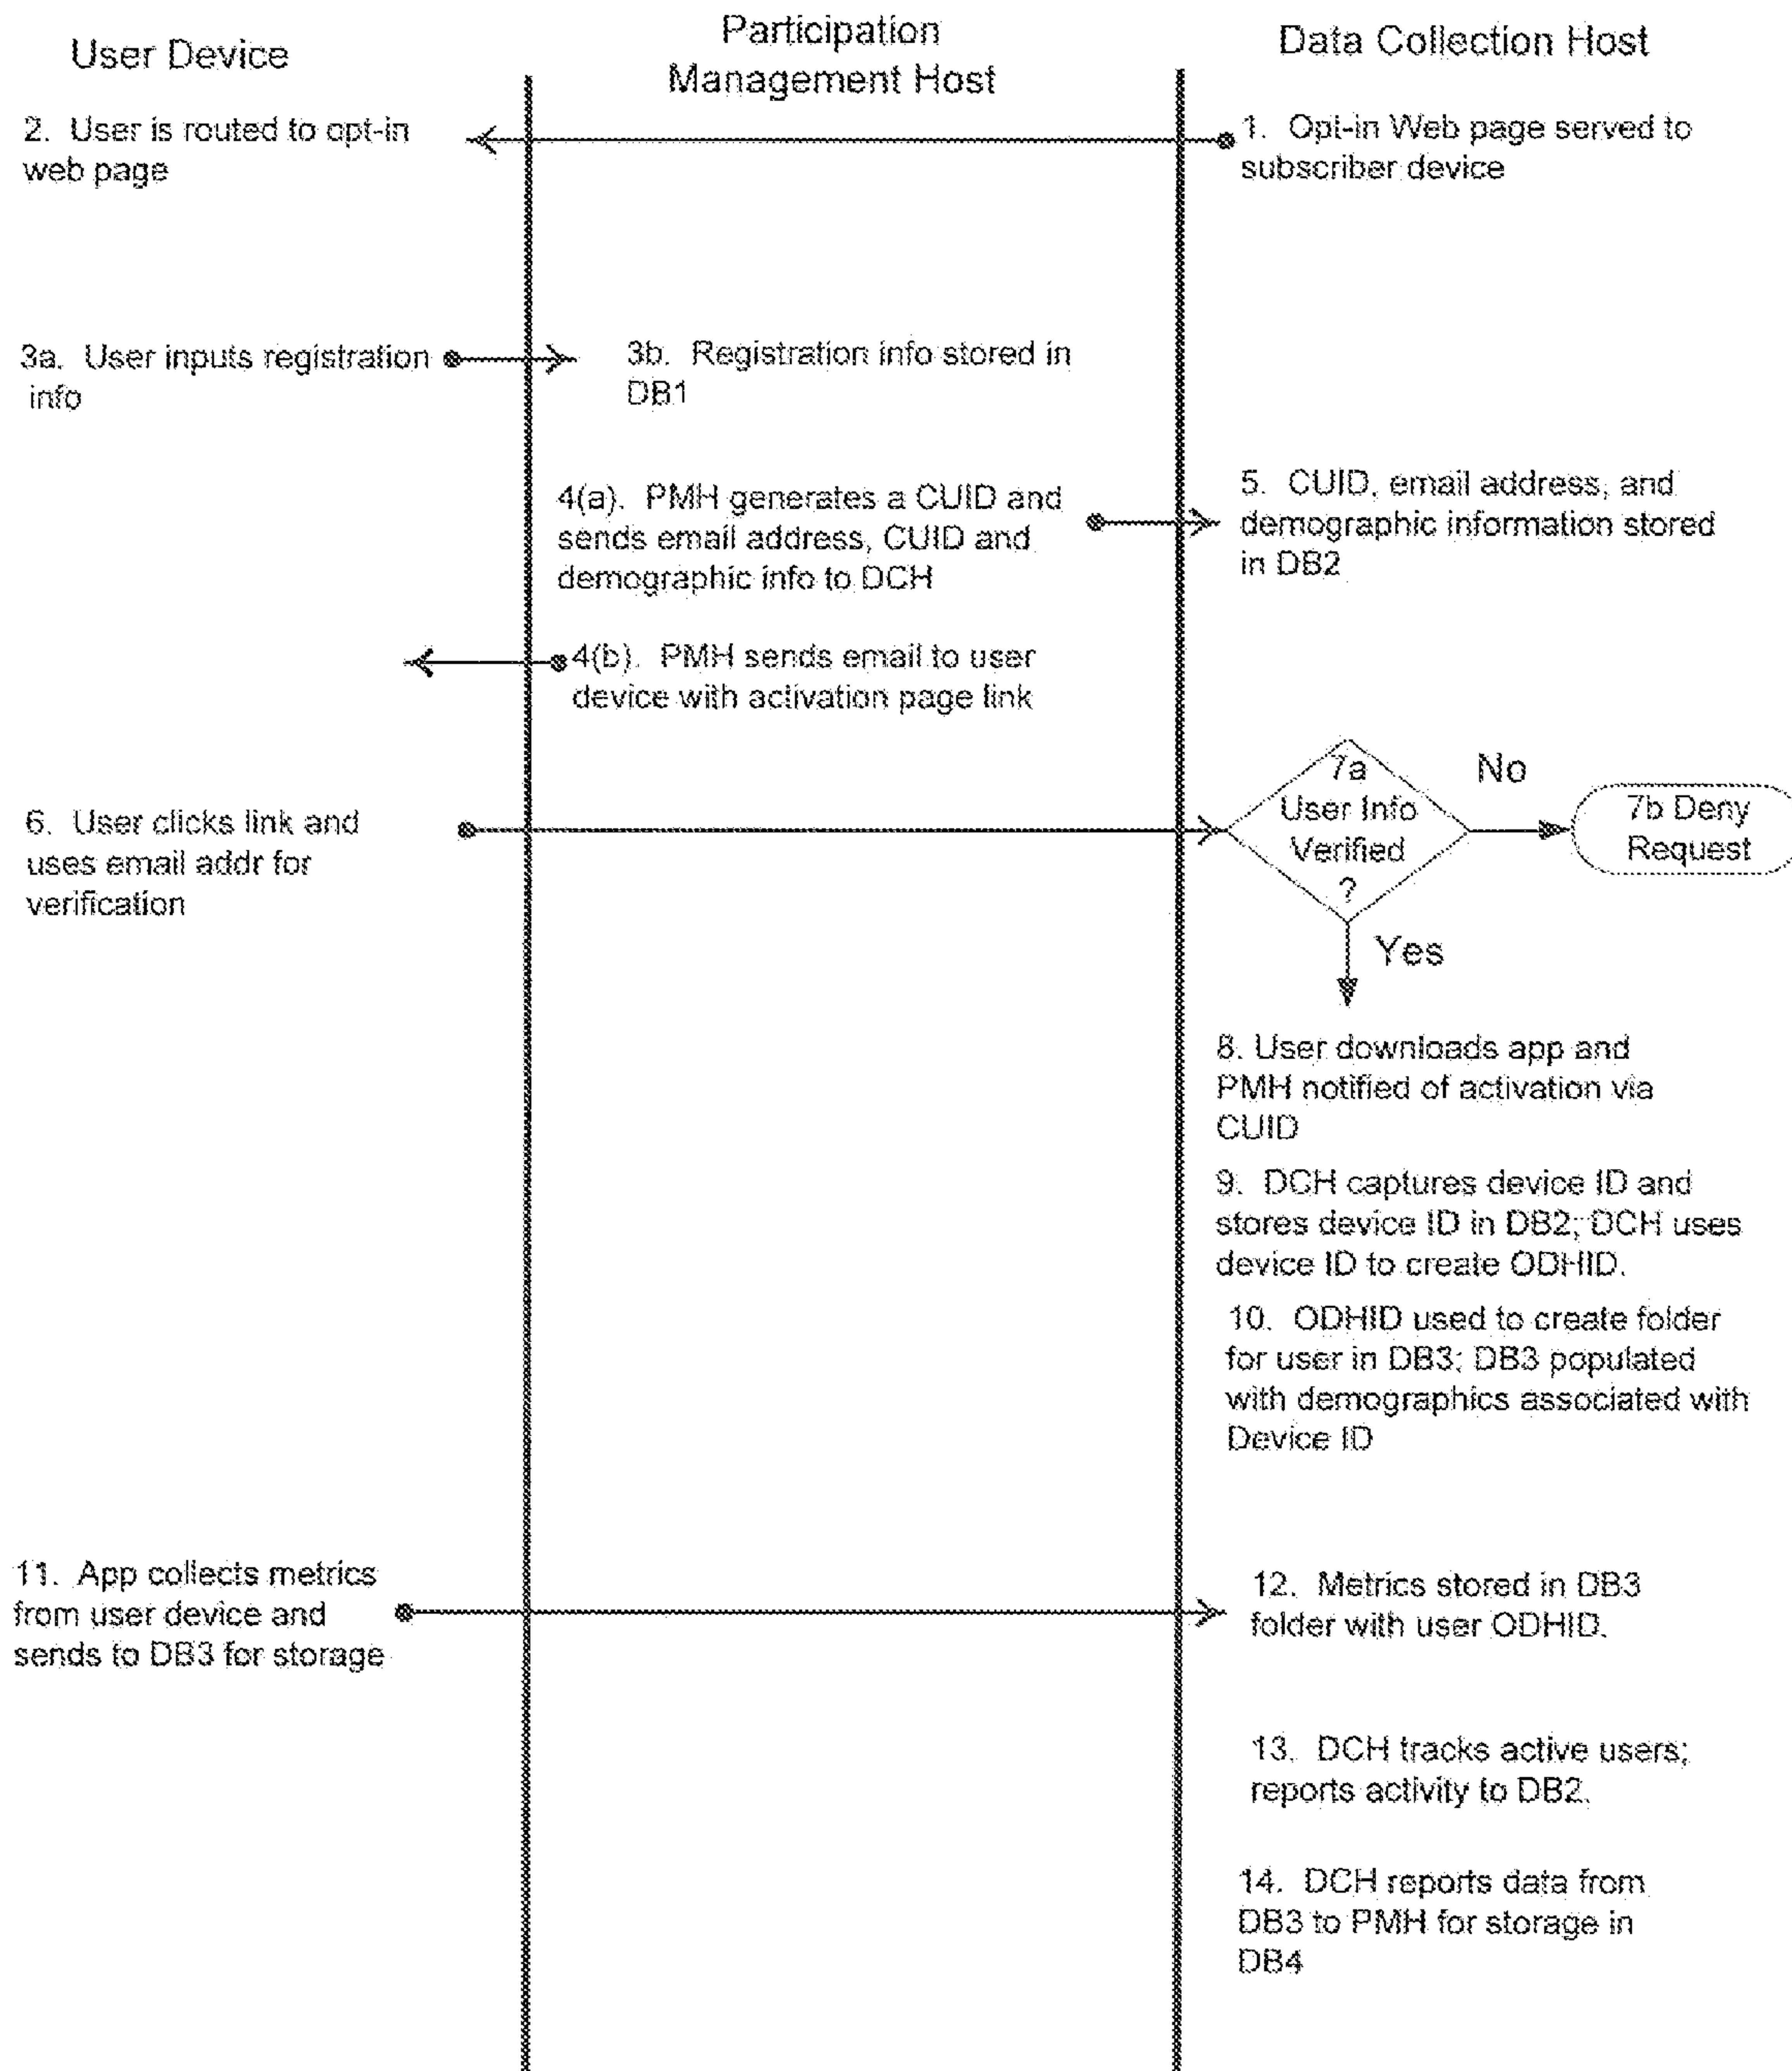 User Device
Participation
Management Host
Data Collection Host
2. User is routed to opt-in
web page
1. Opt-in Web page served to
subscriber device
3a. User inputs registration
info
3b. Registration info stored in
DB1
4(a). PMH generates a CUID and
sends email address, CUID and
demographic info to DCH
5. CUID, email address, and
demographic information stored
in DB2
4(b). PMH sends email to user
device with activation page link
6. User clicks link and
uses email addr for
verification
7a
User Info
Verified
?
No
7b Deny
Request
Yes
8. User downloads app and
PMH notified of activation via
CUID
9. DCH captures device ID and
stores device ID in DB2; DCH uses
device ID to create ODHID.
10. ODHID used to create folder
for user in DB3; DB3 populated
with demographics associated with
Device ID
11. App collects metrics
from user device and
sends to DB3 for storage
12. Metrics stored in DB3
folder with user ODHID.
13. DCH tracks active users;
reports activity to DB2.
14. DCH reports data from
DB3 to PMH for storage in
DB4